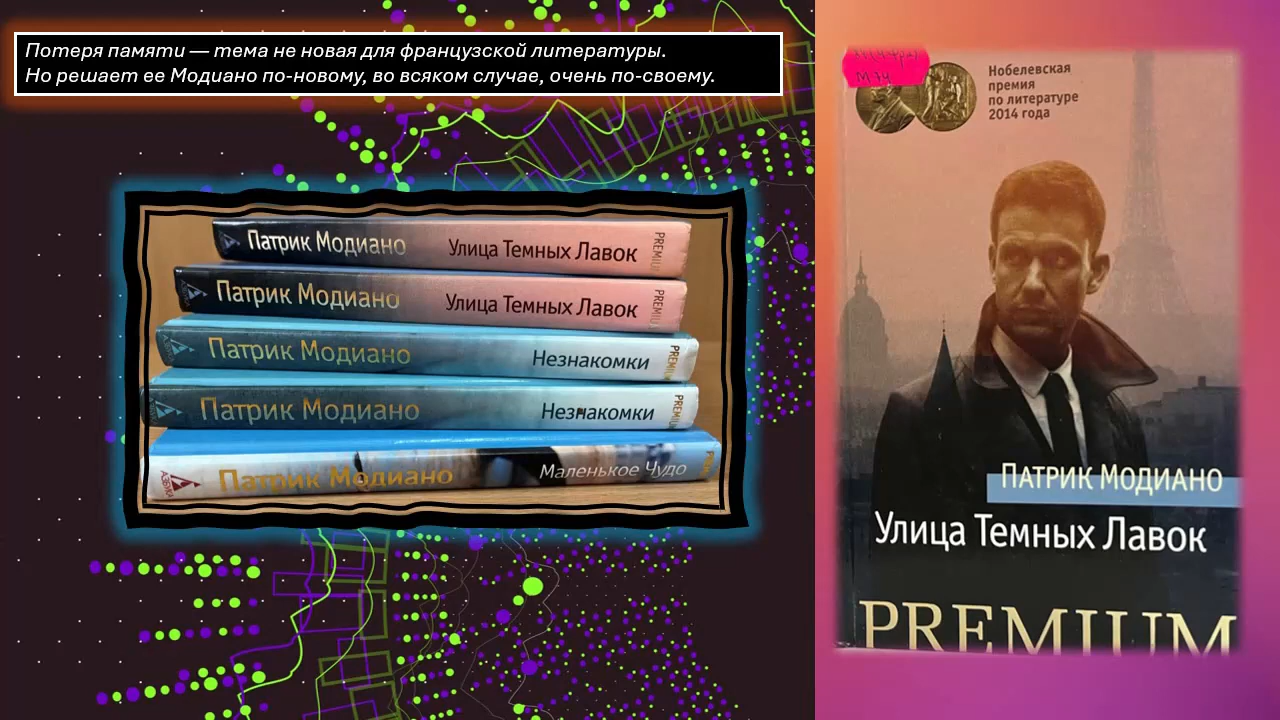 Потеря памяти — тема не новая для французской литературы.
Но решает ее Модиано по-новому, во всяком случае, очень по-своему.
Патрик Модиано Улица Темных Лавок PREMIUM
Патрик Модиано Улица Темных Лавок PREMIUM
АЗБУКА Патрик Модиано Незнакомки PREMIUM
АЗБУКА Патрик Модиано Незнакомки PREMIUM
АЗБУКА Патрик Модиано Маленькое Чудо
М34
Нобелевская
премия
по литературе
2014 года
ПАТРИК МОДИАНО
Улица Темных Лавок
PREMIUM